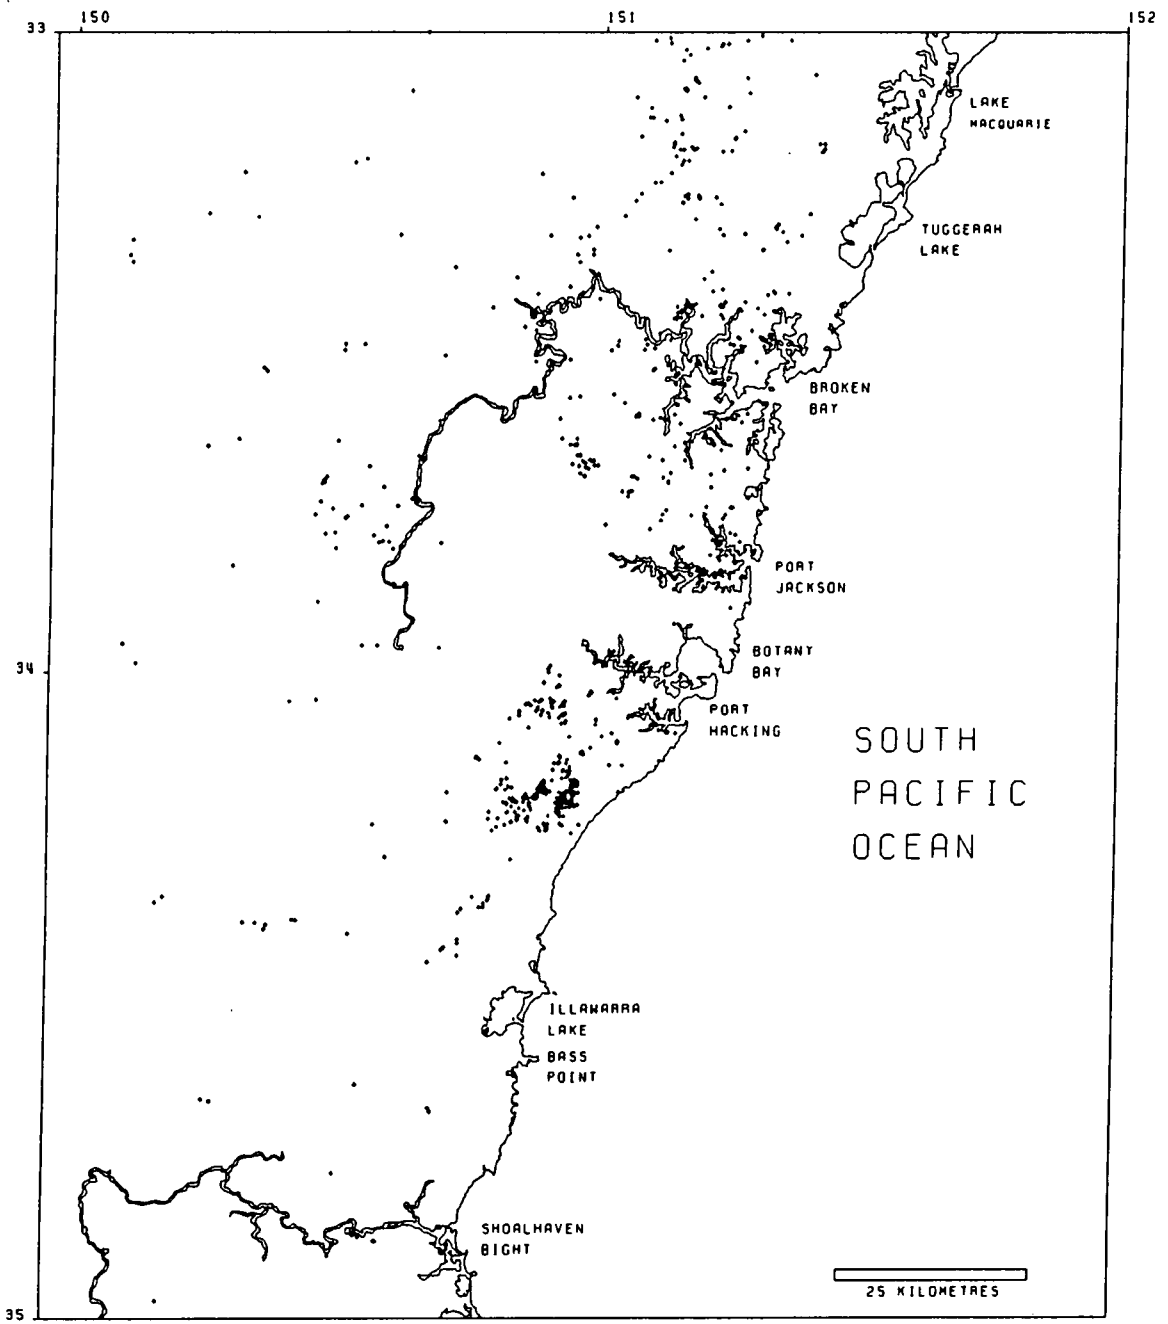 150
151
152
33
LAKE
MACQUARIE
TUGGERAH
LAKE
BROKEN
BAY
PORT
JACKSON
BOTANY
BAY
34
PORT
HACKING
SOUTH
PACIFIC
OCEAN
ILLAWARRA
LAKE
BASS
POINT
SHOALHAVEN
BIGHT
25 KILOMETRES
35